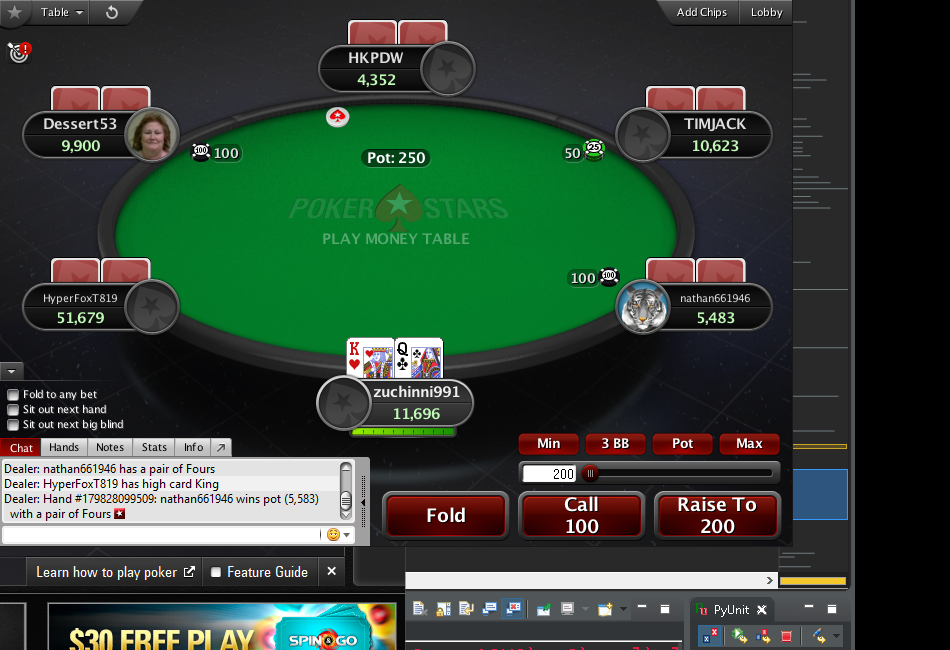 Table
Add Chips
Lobby
HKPDW
4,352
Dessert53
9,900
TIMJACK
10,623
100
100
Pot: 250
50
25
POKER STARS
PLAY MONEY TABLE
100
100
HyperFoxT819
51,679
nathan661946
5,483
K
Q
zuchinni991
11,696
Fold to any bet
Sit out next hand
Sit out next big blind
Min
3 BB
Pot
Max
Chat
Hands
Notes
Stats
Info
200
Dealer: nathan661946 has a pair of Fours
Dealer: HyperFoxT819 has high card King
Dealer: Hand #179828099509: nathan661946 wins pot (5,583)
with a pair of Fours
Fold
Call
100
Raise To
200
Learn how to play poker
Feature Guide
PyUnit
$30 FREE PLAY
SPIN&GO